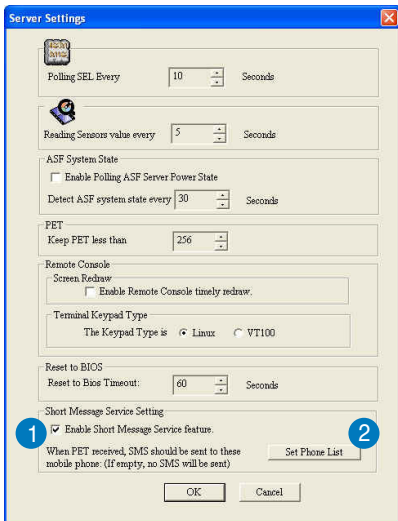 Server Settings
Polling SEL Every 10 Seconds
Reading Sensors value every 5 Seconds
ASF System State
Enable Polling ASF Server Power State
Detect ASF system state every 30 Seconds
PET
Keep PET less than 256
Remote Console
Screen Redraw
Enable Remote Console timely redraw.
Terminal Keypad Type
The Keypad Type is Linux VT100
Reset to BIOS
Reset to Bios Timeout: 60 Seconds
Short Message Service Setting
1 Enable Short Message Service feature. 2
When PET received, SMS should be sent to these
mobile phone: (If empty, no SMS will be sent) Set Phone List
OK Cancel